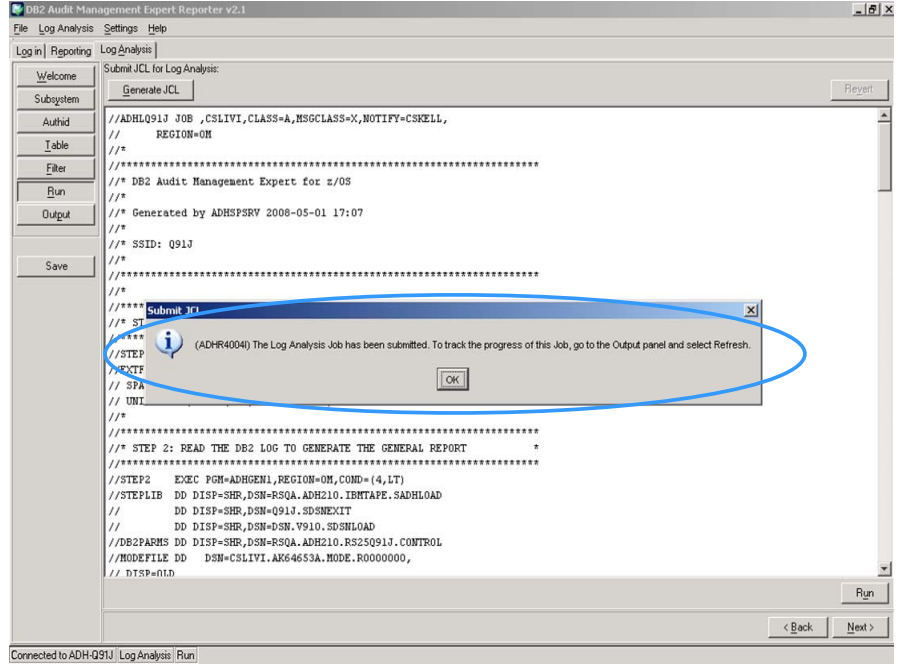 DB2 Audit Management Expert Reporter v2.1
File Log Analysis Settings Help
Log in Reporting Log Analysis
Welcome
Subsystem
Authid
Table
Filter
Run
Output
Save
Submit JCL for Log Analysis:
Generate JCL
Revert
//ADHLQ91J JOB ,CSLIVI,CLASS=A,MSGCLASS=X,NOTIFY=CSKELL,
// REGION=0M
//*
//*******************************************************************
//* DB2 Audit Management Expert for z/OS
//*
//* Generated by ADHSPSRV 2008-05-01 17:07
//*
//* SSID: Q91J
//*
//*******************************************************************
//*
//****
//* ST
//****
//STEP
//EXTF
// SPA
// UNI
Submit JCL
(ADHR4004I) The Log Analysis Job has been submitted. To track the progress of this Job, go to the Output panel and select Refresh.
OK
//*
//*******************************************************************
//* STEP 2: READ THE DB2 LOG TO GENERATE THE GENERAL REPORT *
//*******************************************************************
//STEP2 EXEC PGM=ADHGEN1,REGION=0M,COND=(4,LT)
//STEPLIB DD DISP=SHR,DSN=RSQA.ADH210.IBMTAPE.SADHLOAD
// DD DISP=SHR,DSN=Q91J.SDSNEXIT
// DD DISP=SHR,DSN=DSN.V910.SDSNLOAD
//DB2PARMS DD DISP=SHR,DSN=RSQA.ADH210.RS25Q91J.CONTROL
//MODEFILE DD DSN=CSLIVI.AK64653A.MODE.R0000000,
// DISP=OLD
Run
< Back Next >
Connected to ADH-Q91J Log Analysis Run